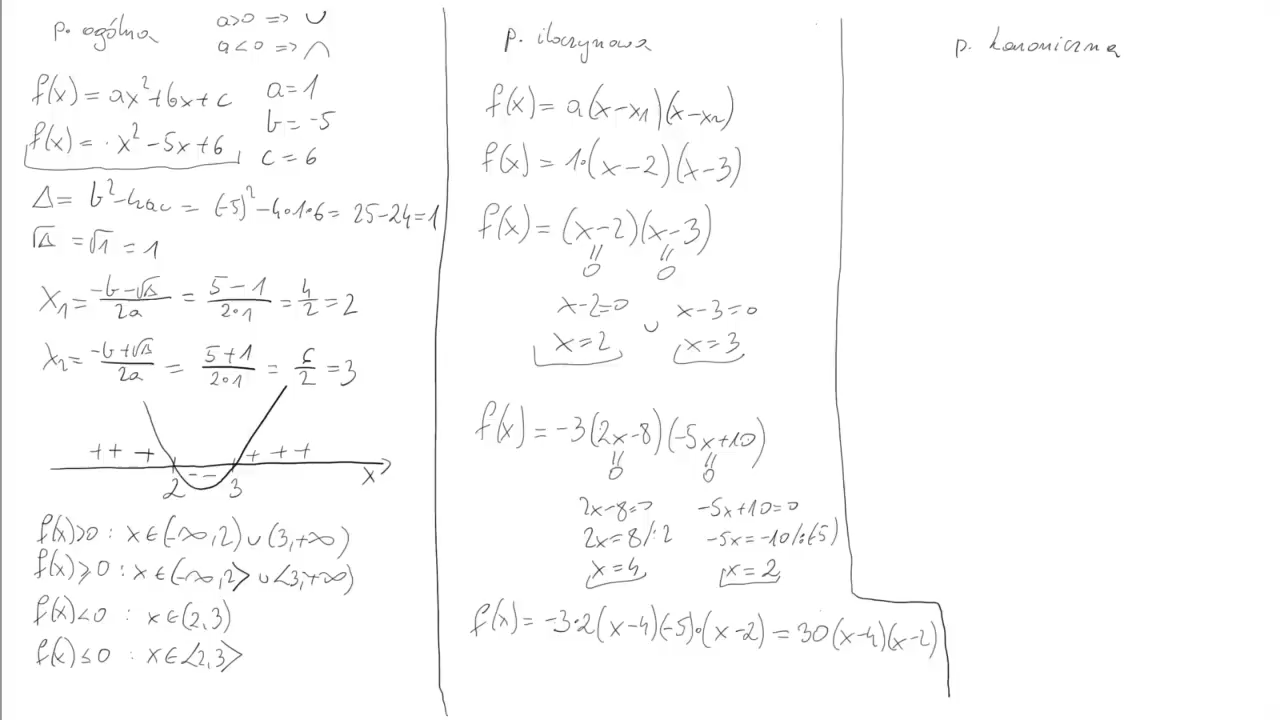 p. ogólna
a>0 => ∪
a<0 => ∩
f(x) = ax²+bx+c
a=1
f(x) = x² - 5x+6
b = -5
c = 6
Δ = b²-4ac = (-5)² - 4·1·6 = 25-24=1
√Δ = √1 = 1
x₁ = (-b-√Δ)/2a = (5-1)/2·1 = 4/2 = 2
x₂ = (-b+√Δ)/2a = (5+1)/2·1 = 6/2 = 3
++ + -- + ++
2 3 x
f(x)>0 : x∈(-∞,2)∪(3,+∞)
f(x)⩾0 : x∈(-∞,2>∪<3,+∞)
f(x)<0 : x∈(2,3)
f(x)≤0 : x∈<2,3>
p. iloczynowa
f(x) = a(x-x₁)(x-x₂)
f(x) = 1·(x-2)(x-3)
f(x) = (x-2)(x-3)
= =
0 0
x-2=0 ∪ x-3=0
x=2 x=3
f(x) = -3(2x-8)(-5x+10)
= =
0 0
2x-8=0 -5x+10=0
2x=8/:2 -5x=-10/:(-5)
x=4 x=2
f(x) = -3·2(x-4)(-5)·(x-2) = 30(x-4)(x-2)
p. kanoniczna